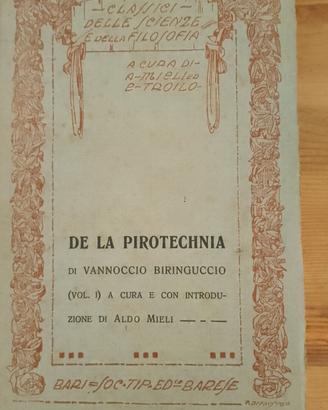 CLASSICI
DELLE SCIENZE
E DELLA FILOSOFIA
A CURA DI
A. MIELI ED
E. TROILO
DE LA PIROTECHNIA
DI VANNOCCIO BIRINGUCCIO
(VOL. I) A CURA E CON INTRODU-
ZIONE DI ALDO MIELI
BARI = SOC. TIP. ED. BARESE